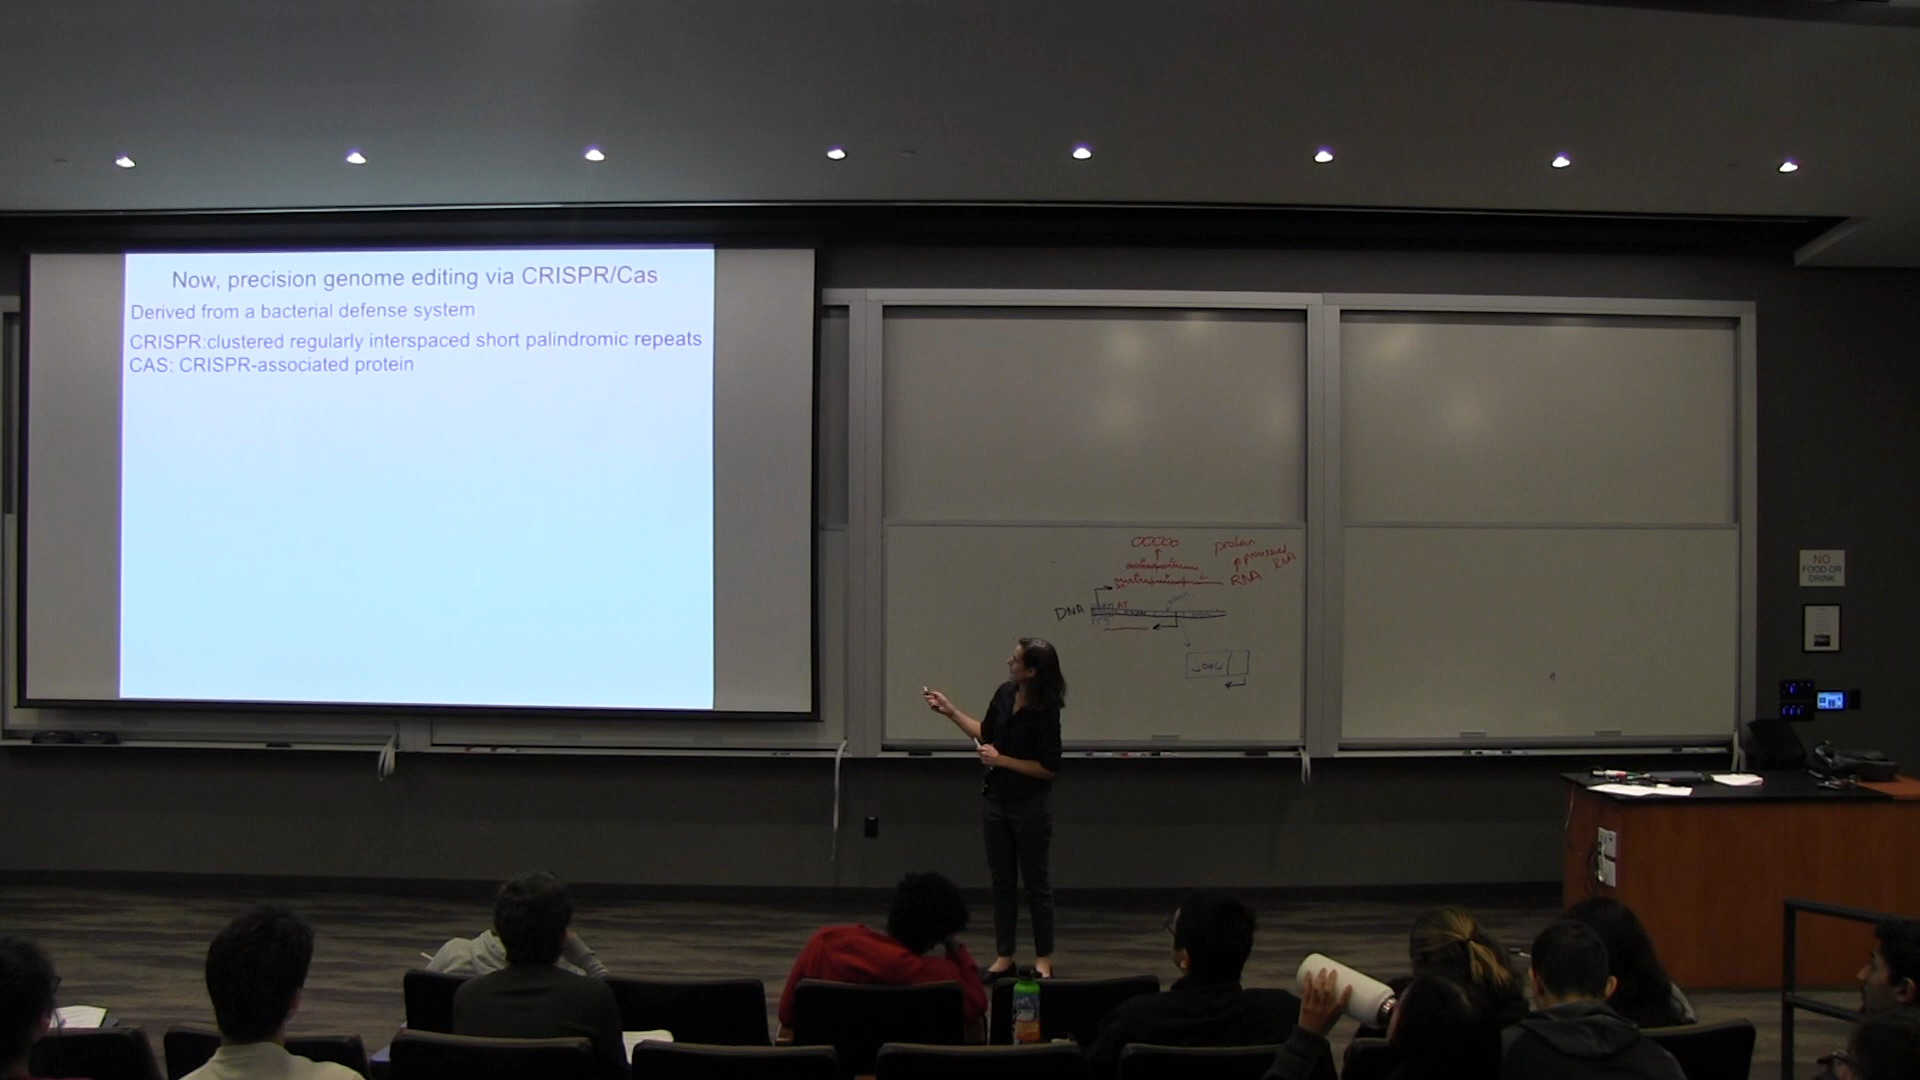 Now, precision genome editing via CRISPR/Cas
Derived from a bacterial defense system
CRISPR:clustered regularly interspaced short palindromic repeats
CAS: CRISPR-associated protein
protein
processed
RNA
RNA
DNA
NO
FOOD OR
DRINK